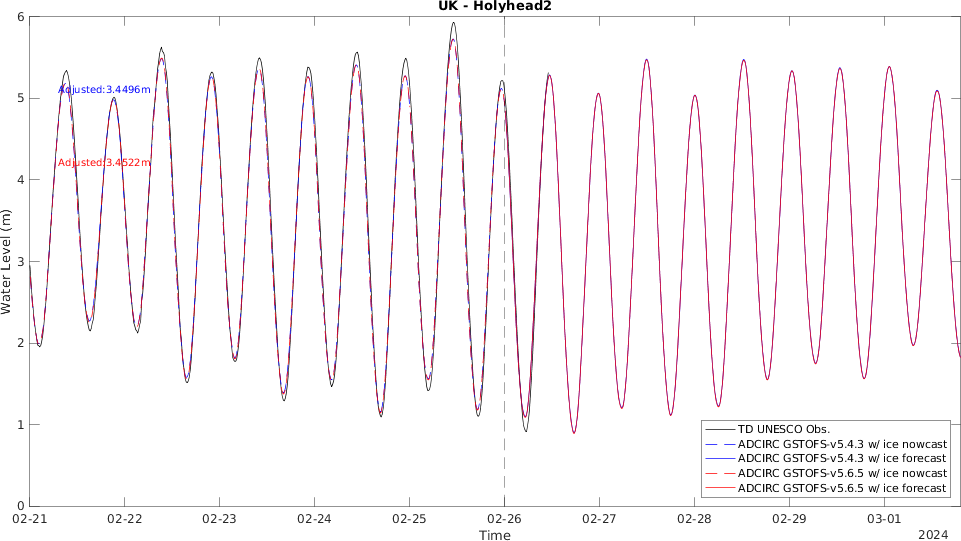 UK - Holyhead2
6
5
4
3
2
1
0
Water Level (m)
Adjusted:3.4496m
Adjusted:3.4522m
TD UNESCO Obs.
ADCIRC GSTOFS-v5.4.3 w/ ice nowcast
ADCIRC GSTOFS-v5.4.3 w/ ice forecast
ADCIRC GSTOFS-v5.6.5 w/ ice nowcast
ADCIRC GSTOFS-v5.6.5 w/ ice forecast
02-21 02-22 02-23 02-24 02-25 02-26 02-27 02-28 02-29 03-01
Time
2024